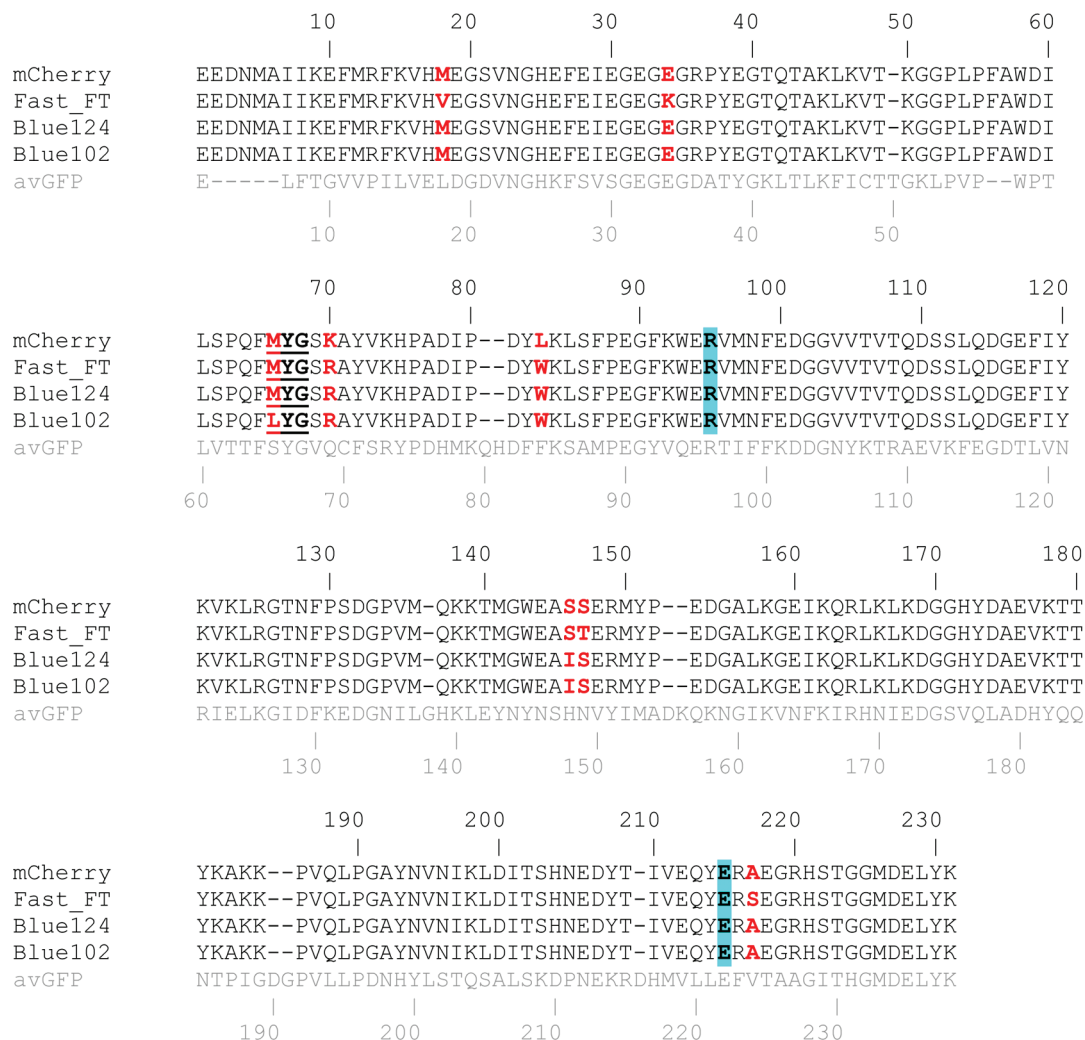 10 20 30 40 50 60
mCherry EEDNMAIIKEFMRFKVHMEGSVNGHEFEIEGEGEGRPYEGTQTAKLKVT-KGGPLPFAWDI
Fast_FT EEDNMAIIKEFMRFKVHVEGSVNGHEFEIEGEGKGRPYEGTQTAKLKVT-KGGPLPFAWDI
Blue124 EEDNMAIIKEFMRFKVHMEGSVNGHEFEIEGEGEGRPYEGTQTAKLKVT-KGGPLPFAWDI
Blue102 EEDNMAIIKEFMRFKVHMEGSVNGHEFEIEGEGEGRPYEGTQTAKLKVT-KGGPLPFAWDI
avGFP E-----LFTGVVPILVELDGDVNGHKFSVSGEGEGDATYGKLTLKFICTTGKLPVP--WPT
10 20 30 40 50
70 80 90 100 110 120
mCherry LSPQFMYGSKAYVKHPADIP--DYLKLSFPEGFKWERVMNFEDGGVVTVTQDSSLQDGEFIY
Fast_FT LSPQFMYGSRAYVKHPADIP--DYWKLSFPEGFKWERVMNFEDGGVVTVTQDSSLQDGEFIY
Blue124 LSPQFMYGSRAYVKHPADIP--DYWKLSFPEGFKWERVMNFEDGGVVTVTQDSSLQDGEFIY
Blue102 LSPQFLYGSRAYVKHPADIP--DYWKLSFPEGFKWERVMNFEDGGVVTVTQDSSLQDGEFIY
avGFP LVTTFSYGVQCFSRYPDHMKQHDFFKSAMPEGYVQERTIFFKDDGNYKTRAEVKFEGDTLVN
60 70 80 90 100 110 120
130 140 150 160 170 180
mCherry KVKLRGTNFPSDGPVM-QKKTMGWEASSERMYP--EDGALKGEIKQRLKLKDGGHYDAEVKTT
Fast_FT KVKLRGTNFPSDGPVM-QKKTMGWEASTERMYP--EDGALKGEIKQRLKLKDGGHYDAEVKTT
Blue124 KVKLRGTNFPSDGPVM-QKKTMGWEAISERMYP--EDGALKGEIKQRLKLKDGGHYDAEVKTT
Blue102 KVKLRGTNFPSDGPVM-QKKTMGWEAISERMYP--EDGALKGEIKQRLKLKDGGHYDAEVKTT
avGFP RIELKGIDFKEDGNILGHKLEYNYNSHNVYIMADKQKNGIKVNFKIRHNIEDGSVQLADHYQQ
130 140 150 160 170 180
190 200 210 220 230
mCherry YKAKK--PVQLPGAYNVNIKLDITSHNEDYT-IVEQYERAEGRHSTGGMDELYK
Fast_FT YKAKK--PVQLPGAYNVNIKLDITSHNEDYT-IVEQYERSEGRHSTGGMDELYK
Blue124 YKAKK--PVQLPGAYNVNIKLDITSHNEDYT-IVEQYERAEGRHSTGGMDELYK
Blue102 YKAKK--PVQLPGAYNVNIKLDITSHNEDYT-IVEQYERAEGRHSTGGMDELYK
avGFP NTPIGDGPVLLPDNHYLSTQSALSKDPNEKRDHMVLLEFVTAAGITHGMDELYK
190 200 210 220 230